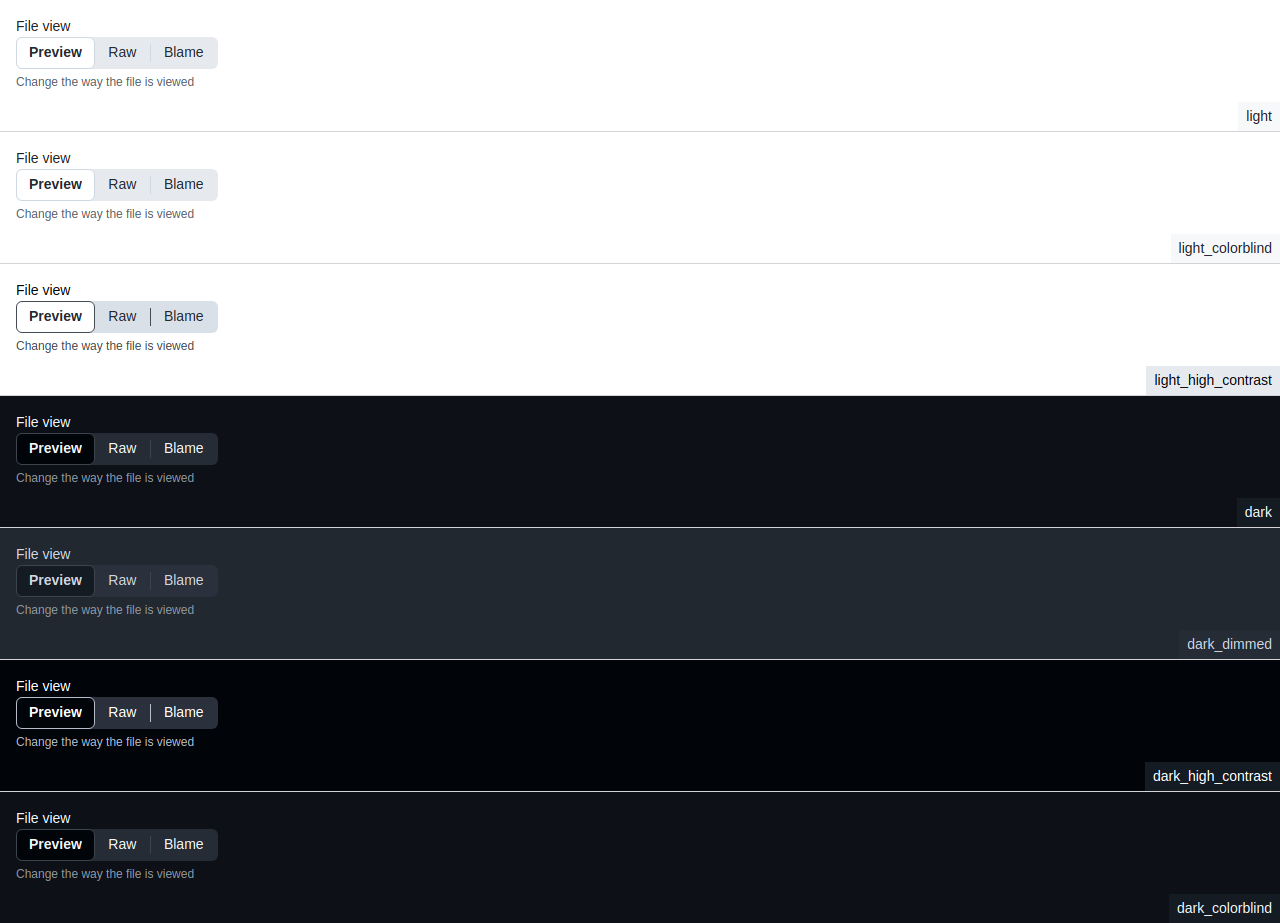 File view
Preview Raw Blame
Change the way the file is viewed
light
File view
Preview Raw Blame
Change the way the file is viewed
light_colorblind
File view
Preview Raw Blame
Change the way the file is viewed
light_high_contrast
File view
Preview Raw Blame
Change the way the file is viewed
dark
File view
Preview Raw Blame
Change the way the file is viewed
dark_dimmed
File view
Preview Raw Blame
Change the way the file is viewed
dark_high_contrast
File view
Preview Raw Blame
Change the way the file is viewed
dark_colorblind